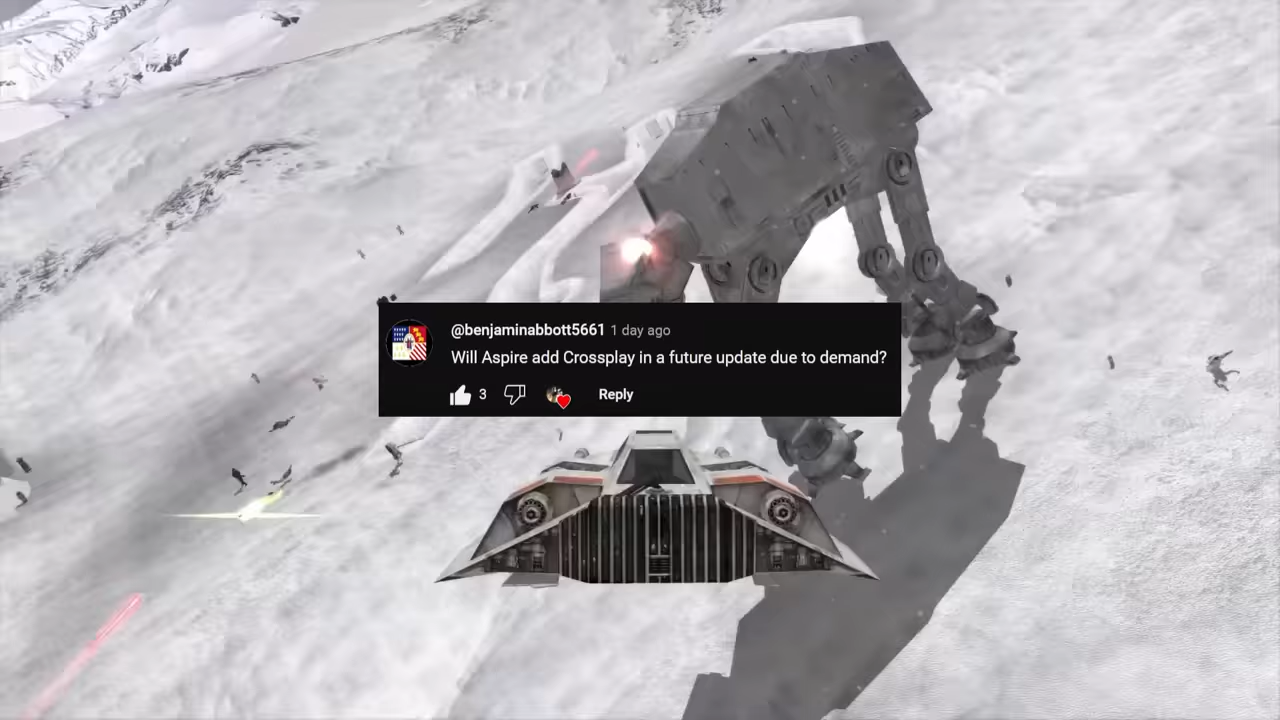 @benjaminabbott5661 1 day ago
Will Aspire add Crossplay in a future update due to demand?
3 Reply